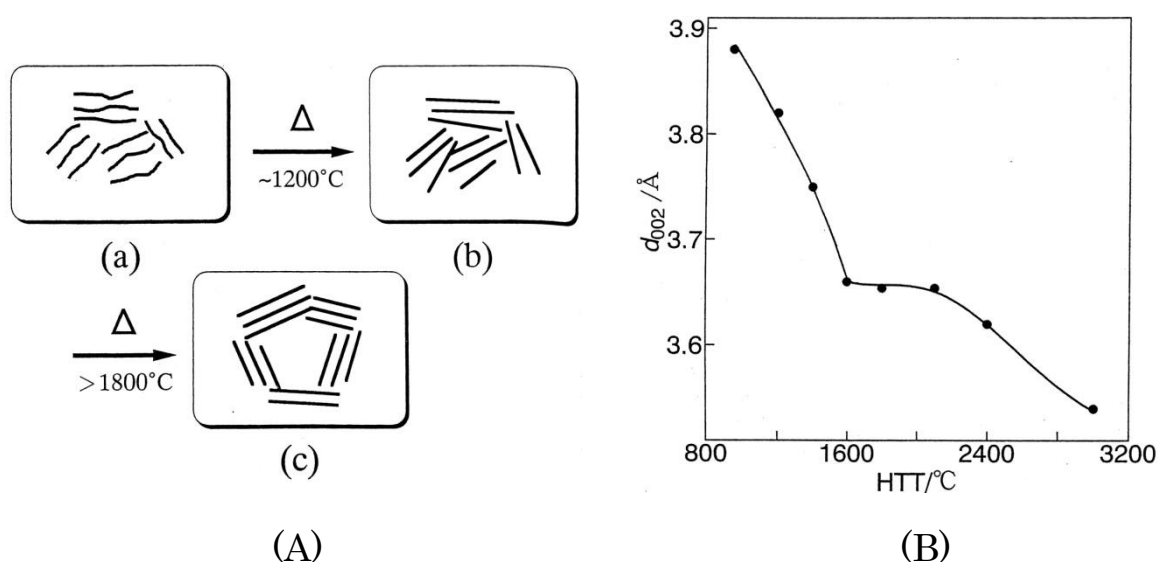 Δ
~1200°C
(a)
(b)
Δ
>1800°C
(c)
(A)
3.9
3.8
3.7
3.6
d002 /Å
800
1600
2400
3200
HTT/℃
(B)